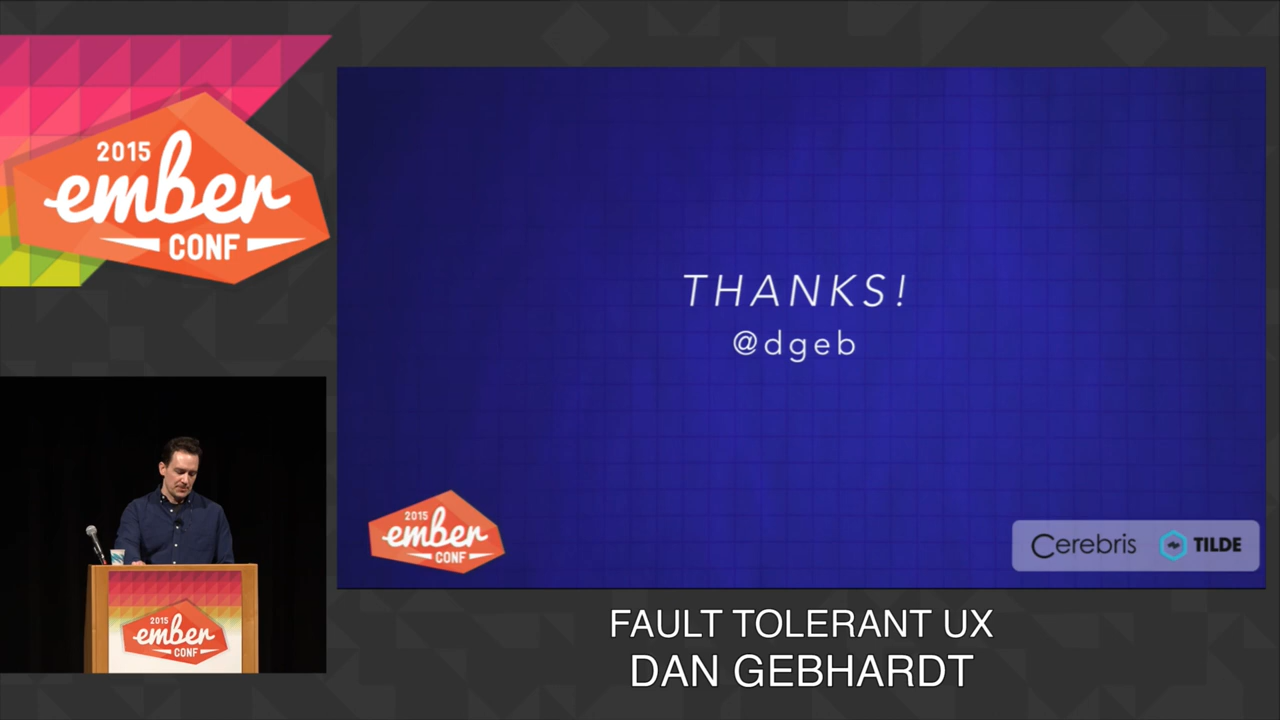 2015
ember
CONF
THANKS!
@dgeb
2015
ember
CONF
Cerebris TILDE
2015
ember
CONF
FAULT TOLERANT UX
DAN GEBHARDT